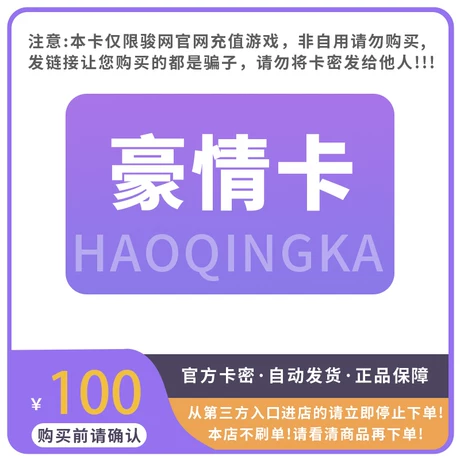 注意:本卡仅限骏网官网充值游戏，非自用请勿购买,
发链接让您购买的都是骗子，请勿将卡密发给他人!!!
豪情卡
HAOQINGKA
¥100
购买前请确认
官方卡密·自动发货·正品保障
从第三方入口进店的请立即停止下单!
本店不刷单!请看清商品再下单!